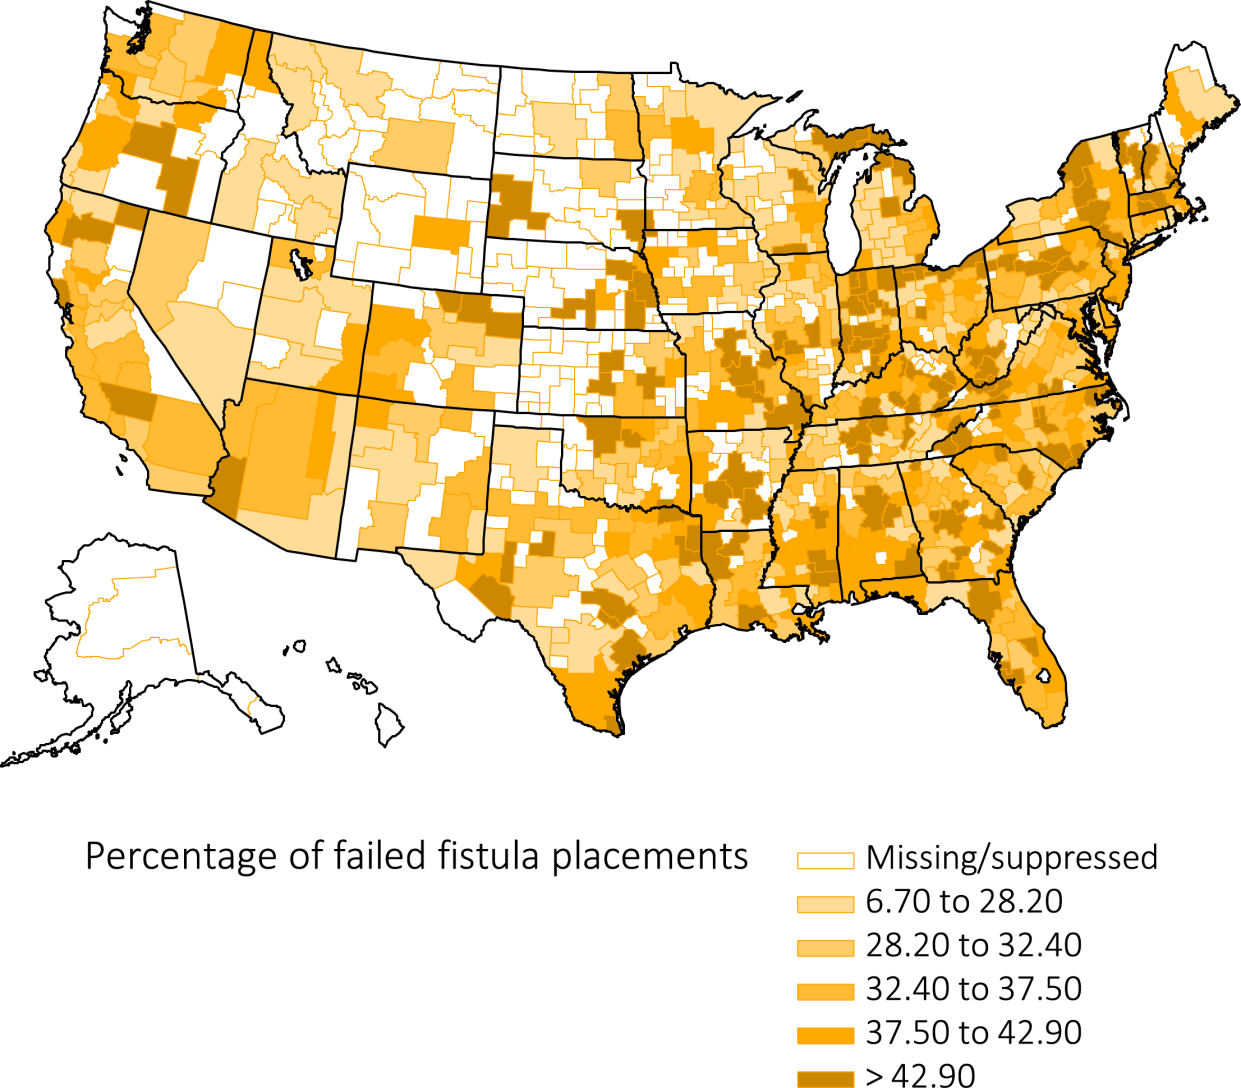 Percentage of failed fistula placements
Missing/suppressed
6.70 to 28.20
28.20 to 32.40
32.40 to 37.50
37.50 to 42.90
> 42.90